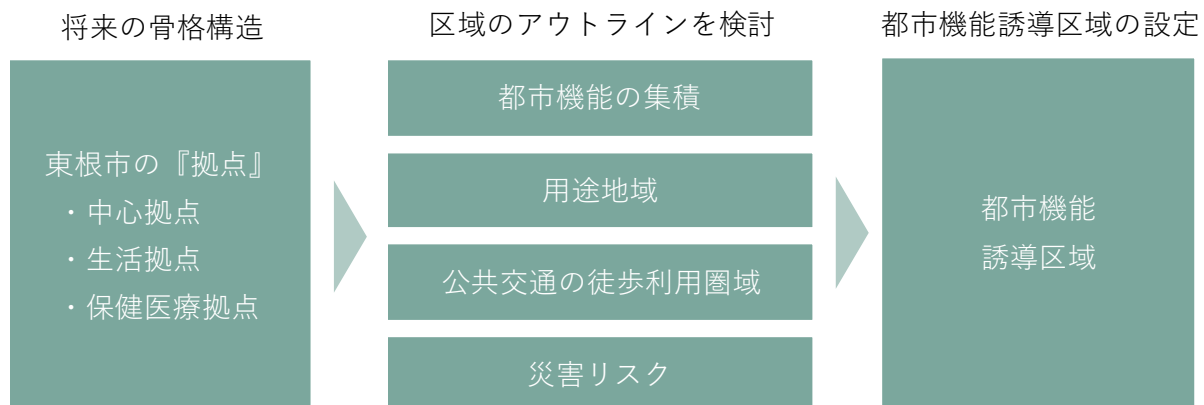 将来の骨格構造
東根市の『拠点』
・中心拠点
・生活拠点
・保健医療拠点
区域のアウトラインを検討
都市機能の集積
用途地域
公共交通の徒歩利用圏域
災害リスク
都市機能誘導区域の設定
都市機能
誘導区域